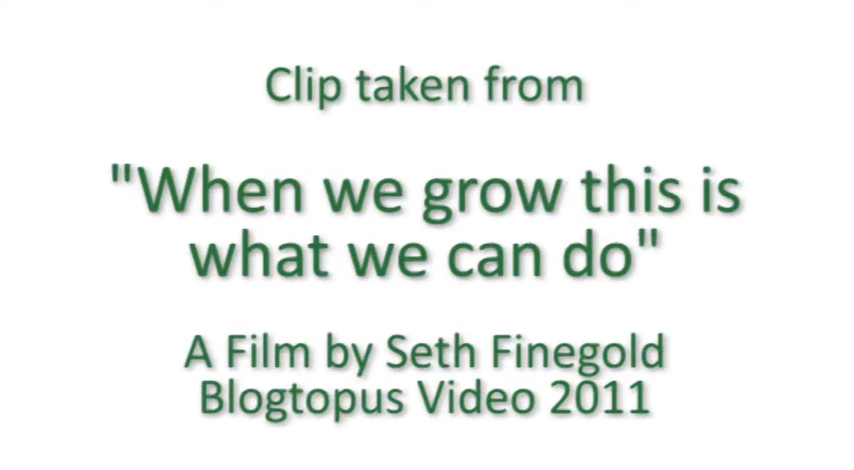 Clip taken from
"When we grow this is
what we can do"
A Film by Seth Finegold
Blogtopus Video 2011